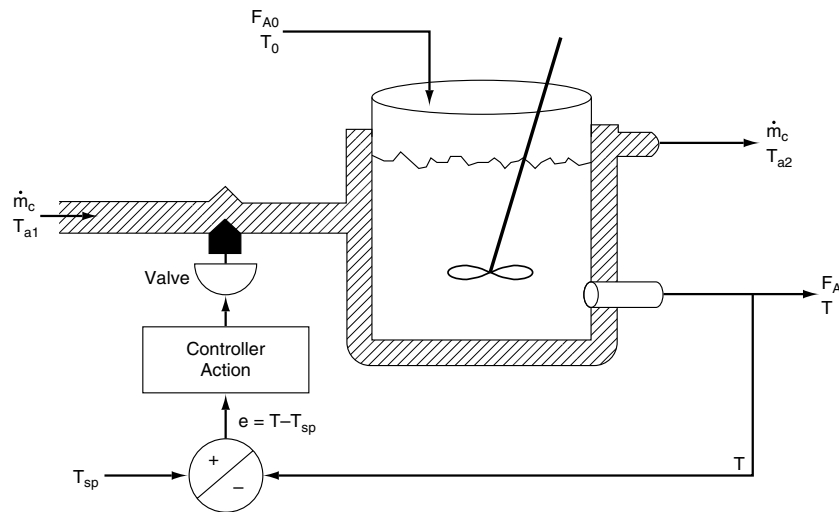 F_A0
T_0
ṁ_c
T_a2
ṁ_c
T_a1
Valve
F_A
T
Controller
Action
e = T–T_sp
+
–
T_sp
T